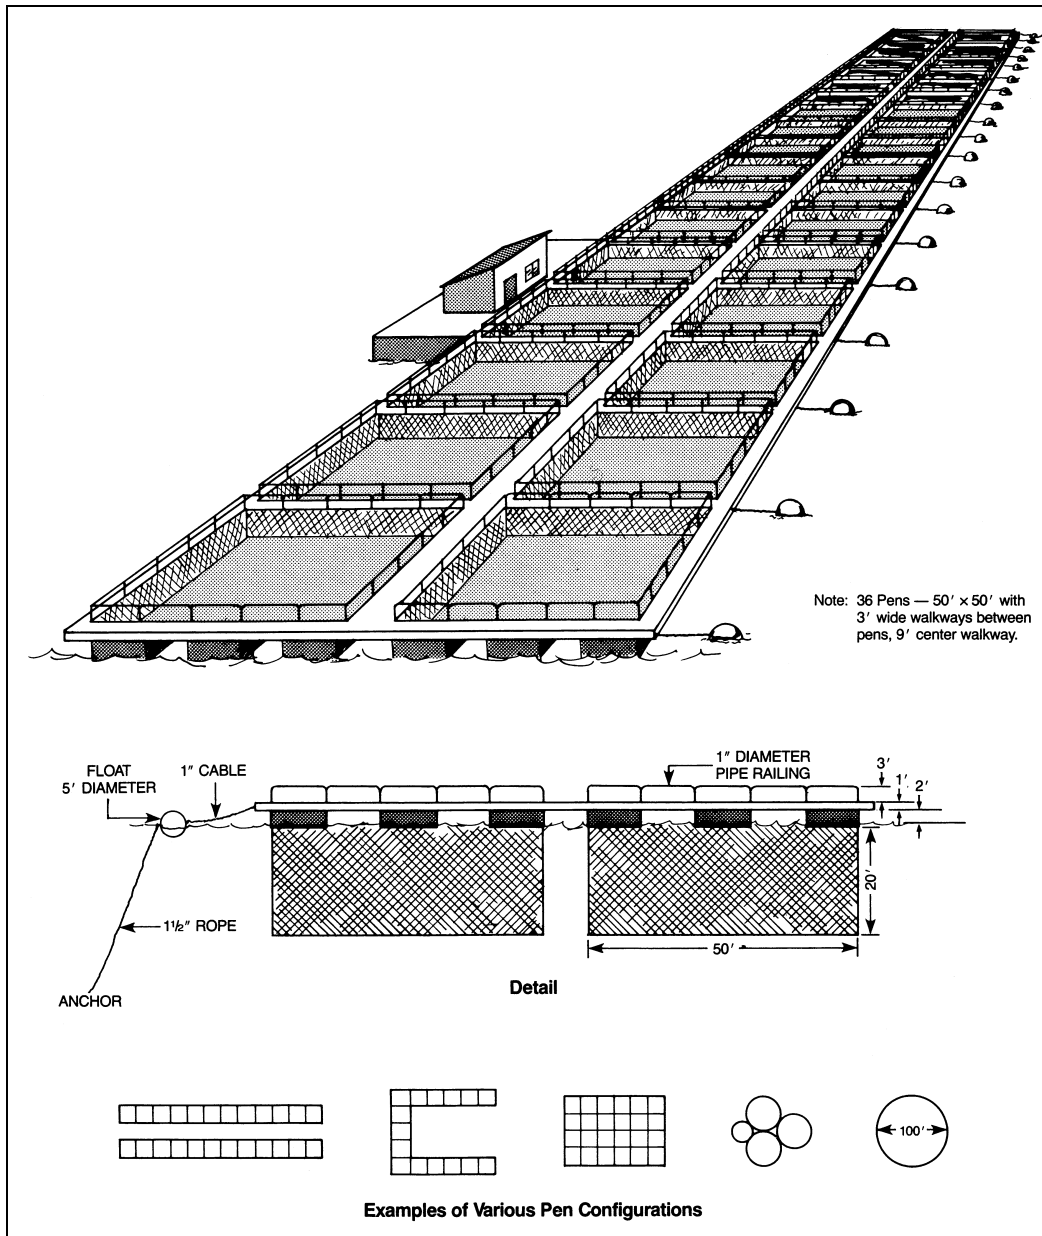 Note: 36 Pens — 50′ × 50′ with
3′ wide walkways between
pens, 9′ center walkway.
FLOAT
5′ DIAMETER
1″ CABLE
1″ DIAMETER
PIPE RAILING
3′
1′
2′
20′
1½″ ROPE
50′
ANCHOR
Detail
100′
Examples of Various Pen Configurations